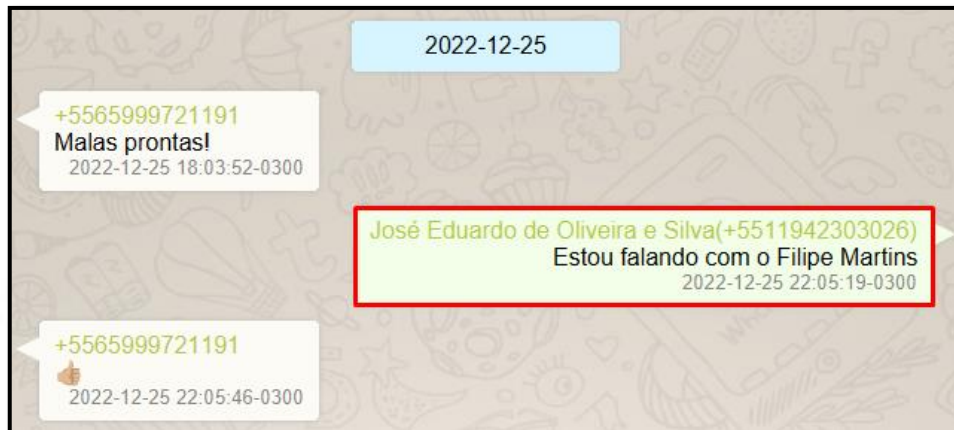 2022-12-25
+5565999721191
Malas prontas!
2022-12-25 18:03:52-0300
José Eduardo de Oliveira e Silva(+5511942303026)
Estou falando com o Filipe Martins
2022-12-25 22:05:19-0300
+5565999721191
👍🏼
2022-12-25 22:05:46-0300